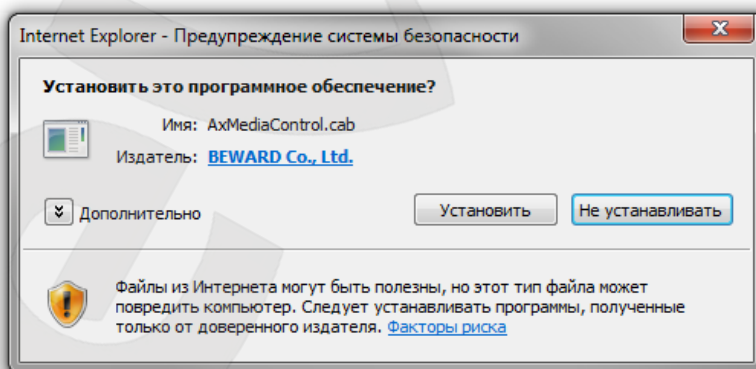 Internet Explorer - Предупреждение системы безопасности
Установить это программное обеспечение?
Имя: AxMediaControl.cab
Издатель: BEWARD Co., Ltd.
Дополнительно
Установить
Не устанавливать
Файлы из Интернета могут быть полезны, но этот тип файла может
повредить компьютер. Следует устанавливать программы, полученные
только от доверенного издателя. Факторы риска